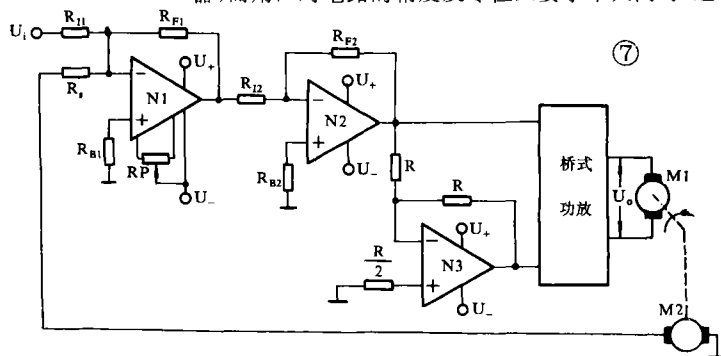 U_i
R_I1
R_F1
⑦
R_s
N1
U_+
R_B1
RP
U_-
R_I2
R_F2
N2
U_+
R_B2
U_-
R
R
R/2
N3
U_+
U_-
桥式
功放
U_o
M1
M2